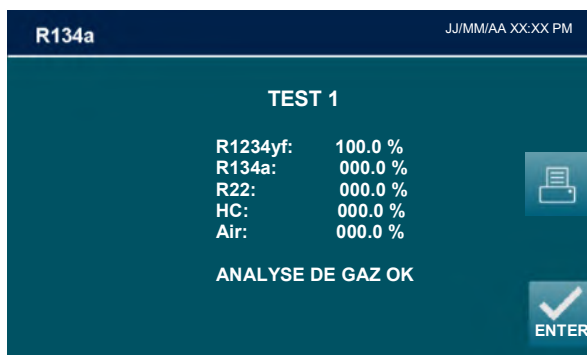 R134a JJ/MM/AA XX:XX PM
TEST 1
R1234yf: 100.0 %
R134a: 000.0 %
R22: 000.0 %
HC: 000.0 %
Air: 000.0 %
ANALYSE DE GAZ OK
ENTER